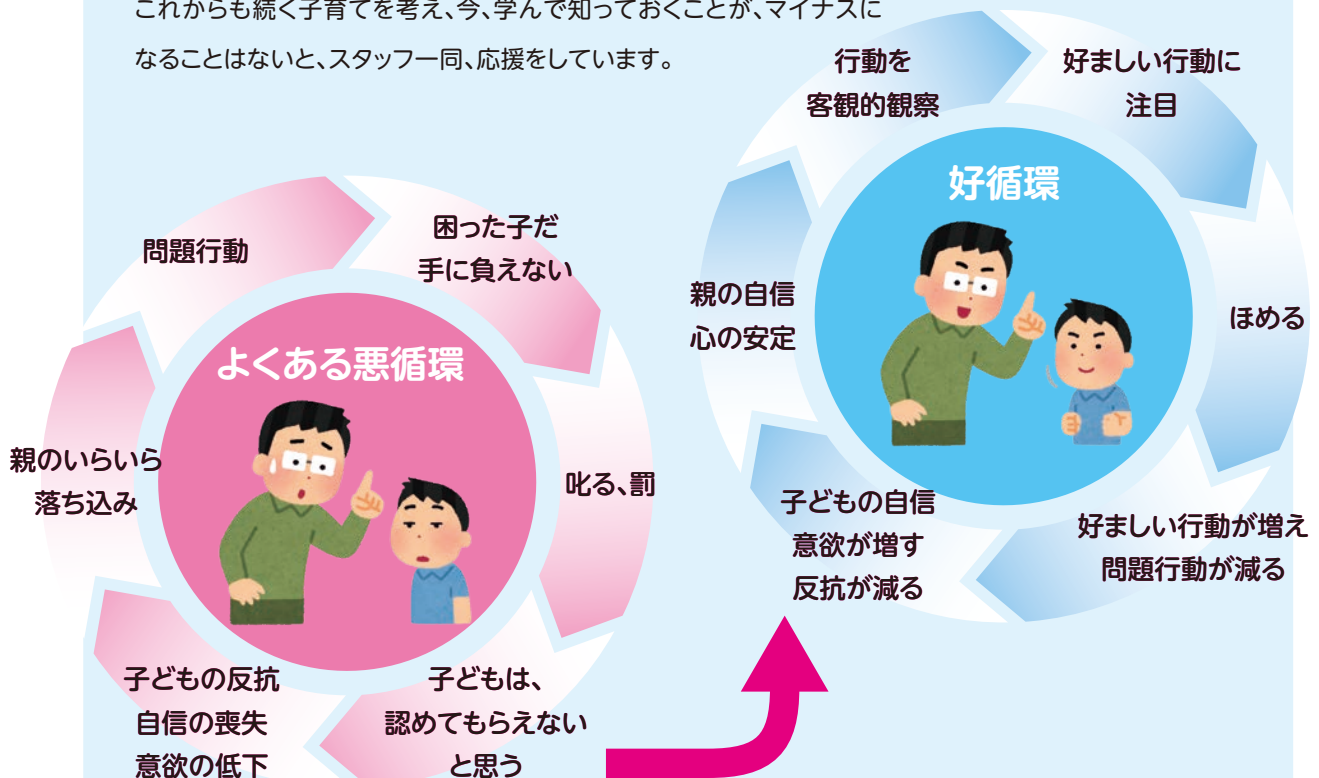 これからも続く子育てを考え、今、学んで知っておくことが、マイナスに
なることはないと、スタッフ一同、応援をしています。
好循環
行動を
客観的観察
好ましい行動に
注目
ほめる
好ましい行動が増え
問題行動が減る
子どもの自信
意欲が増す
反抗が減る
親の自信
心の安定
よくある悪循環
問題行動
困った子だ
手に負えない
叱る、罰
子どもは、
認めてもらえない
と思う
子どもの反抗
自信の喪失
意欲の低下
親のいらいら
落ち込み